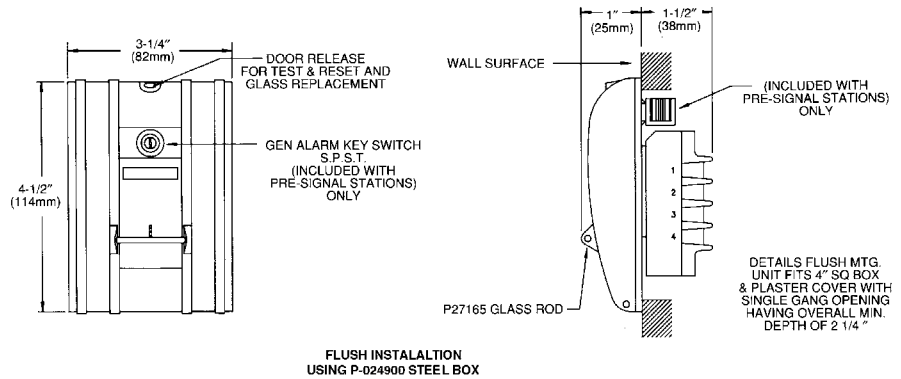 3-1/4"
(82mm)
DOOR RELEASE
FOR TEST & RESET AND
GLASS REPLACEMENT
GEN ALARM KEY SWITCH
S.P.S.T.
(INCLUDED WITH
PRE-SIGNAL STATIONS)
ONLY
4-1/2"
(114mm)
1"
(25mm)
1-1/2"
(38mm)
WALL SURFACE
(INCLUDED WITH
PRE-SIGNAL STATIONS)
ONLY
1
2
3
4
P27165 GLASS ROD
DETAILS FLUSH MTG.
UNIT FITS 4" SQ BOX
& PLASTER COVER WITH
SINGLE GANG OPENING
HAVING OVERALL MIN.
DEPTH OF 2 1/4 "
FLUSH INSTALALTION
USING P-024900 STEEL BOX